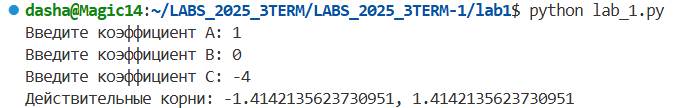 dasha@Magic14:~/LABS_2025_3TERM/LABS_2025_3TERM-1/lab1$ python lab_1.py
Введите коэффициент A: 1
Введите коэффициент B: 0
Введите коэффициент C: -4
Действительные корни: -1.4142135623730951, 1.4142135623730951